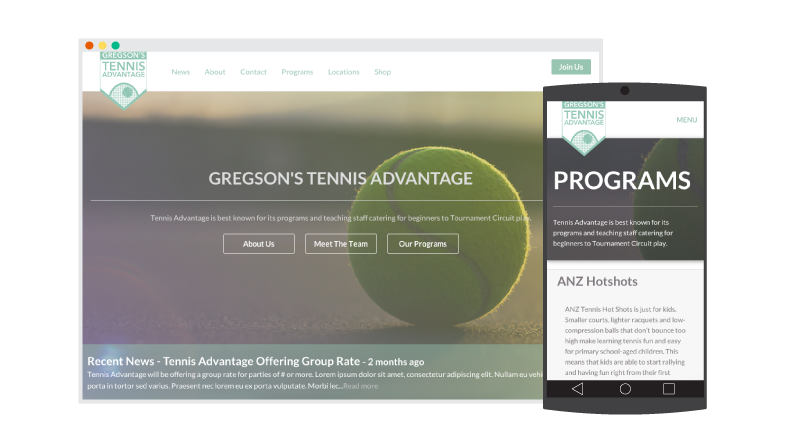 GREGSON'S
TENNIS
ADVANTAGE
News About Contact Programs Locations Shop
Join Us
GREGSON'S TENNIS ADVANTAGE
Tennis Advantage is best known for its programs and teaching staff catering for beginners to Tournament Circuit play.
About Us Meet The Team Our Programs
Recent News - Tennis Advantage Offering Group Rate - 2 months ago
Tennis Advantage will be offering a group rate for parties of # or more. Lorem ipsum dolor sit amet, consectetur adipiscing elit. Nullam eu vehi
porta in tortor sed varius. Praesent nec lorem eu ex porta vulputate. Morbi lec...Read more
GREGSON'S
TENNIS
ADVANTAGE
MENU
PROGRAMS
Tennis Advantage is best known for its
programs and teaching staff catering for
beginners to Tournament Circuit play.
ANZ Hotshots
ANZ Tennis Hot Shots is just for kids.
Smaller courts, lighter racquets and low-
compression balls that don't bounce too
high make learning tennis fun and easy
for primary school-aged children. This
means that kids are able to start rallying
and having fun right from their first